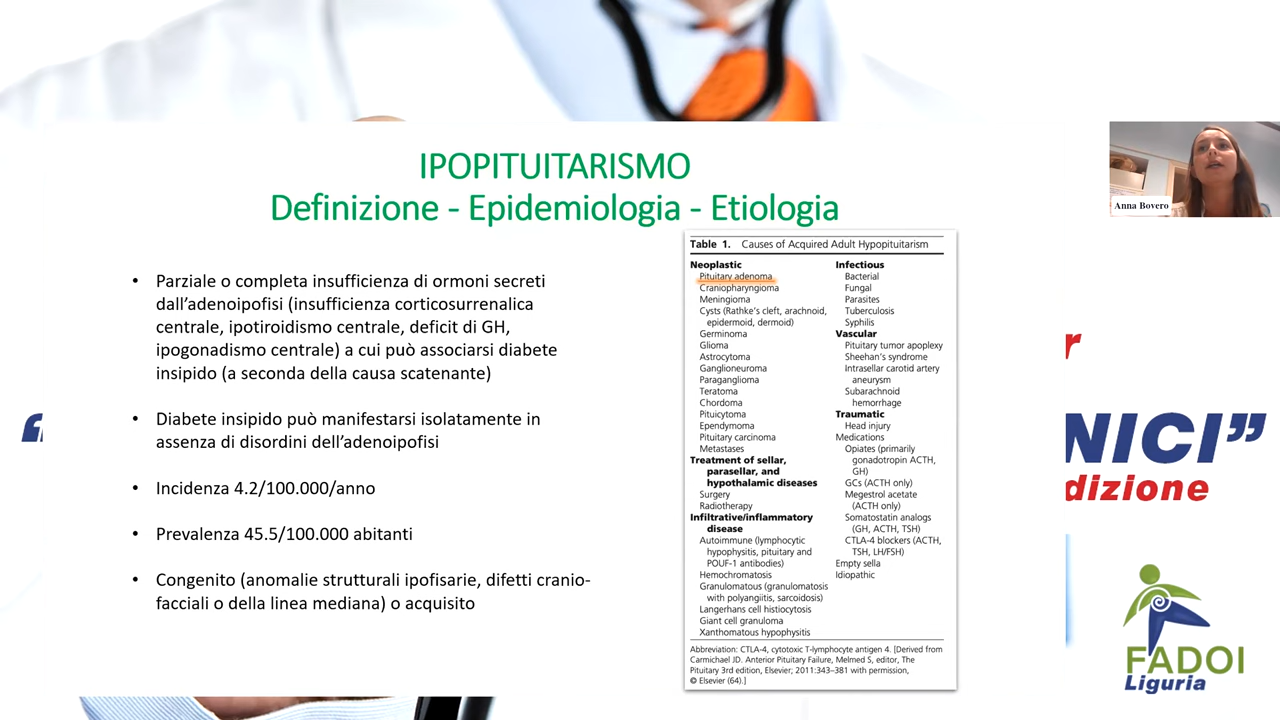 IPOPITUITARISMO
Definizione - Epidemiologia - Etiologia
• Parziale o completa insufficienza di ormoni secreti
dall’adenoipofisi (insufficienza corticosurrenalica
centrale, ipotiroidismo centrale, deficit di GH,
ipogonadismo centrale) a cui può associarsi diabete
insipido (a seconda della causa scatenante)
• Diabete insipido può manifestarsi isolatamente in
assenza di disordini dell’adenoipofisi
• Incidenza 4.2/100.000/anno
• Prevalenza 45.5/100.000 abitanti
• Congenito (anomalie strutturali ipofisarie, difetti cranio-
facciali o della linea mediana) o acquisito
Table 1. Causes of Acquired Adult Hypopituitarism
Neoplastic
Pituitary adenoma
Craniopharyngioma
Meningioma
Cysts (Rathke’s cleft, arachnoid,
epidermoid, dermoid)
Germinoma
Glioma
Astrocytoma
Ganglioneuroma
Paraganglioma
Teratoma
Chordoma
Pituicytoma
Ependymoma
Pituitary carcinoma
Metastases
Treatment of sellar,
parasellar, and
hypothalamic diseases
Surgery
Radiotherapy
Infiltrative/inflammatory
disease
Autoimmune (lymphocytic
hypophysitis, pituitary and
POUF-1 antibodies)
Hemochromatosis
Granulomatous (granulomatosis
with polyangiitis, sarcoidosis)
Langerhans cell histiocytosis
Giant cell granuloma
Xanthomatous hypophysitis
Infectious
Bacterial
Fungal
Parasites
Tuberculosis
Syphilis
Vascular
Pituitary tumor apoplexy
Sheehan’s syndrome
Intrasellar carotid artery
aneurysm
Subarachnoid
hemorrhage
Traumatic
Head injury
Medications
Opiates (primarily
gonadotropin ACTH,
GH)
GCs (ACTH only)
Megestrol acetate
(ACTH only)
Somatostatin analogs
(GH, ACTH, TSH)
CTLA-4 blockers (ACTH,
TSH, LH/FSH)
Empty sella
Idiopathic
Abbreviation: CTLA-4, cytotoxic T-lymphocyte antigen 4. [Derived from
Carmichael JD. Anterior Pituitary Failure, Melmed S, editor, The
Pituitary 3rd edition, Elsevier; 2011:343–381 with permission,
© Elsevier (64).]
Anna Bovero
r
“
NICI”
dizione
FADOI
Liguria